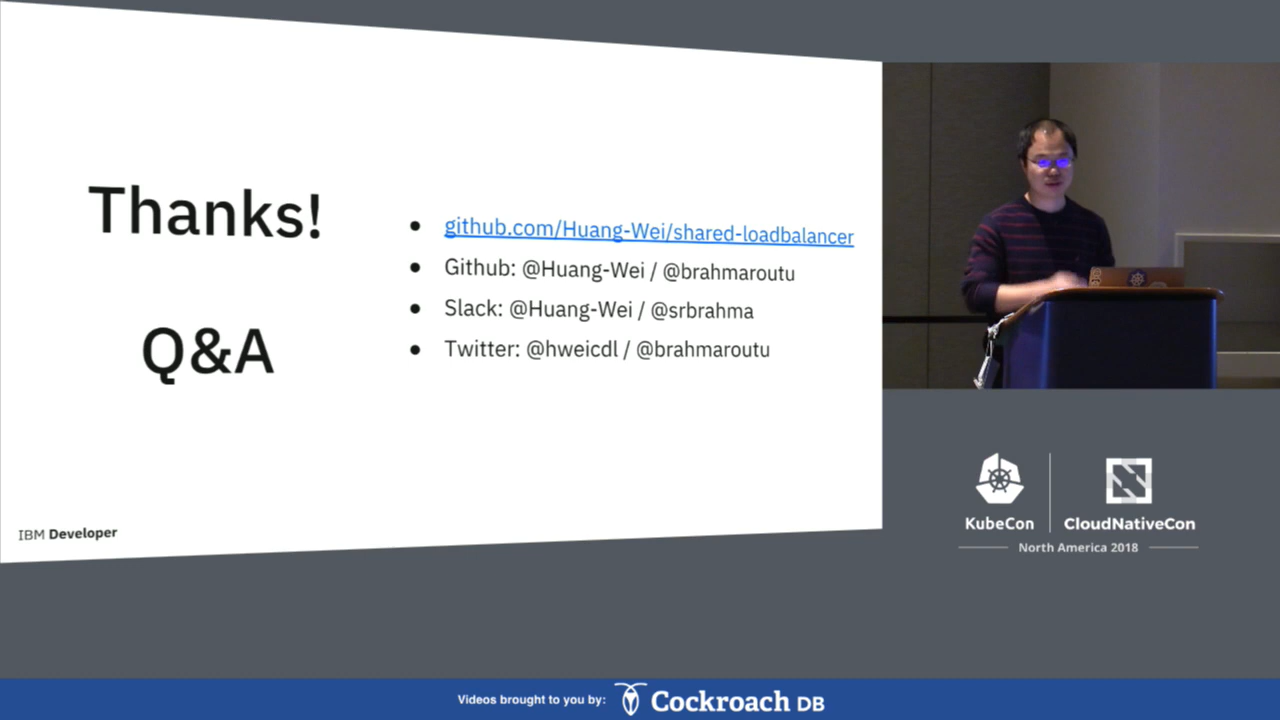 Thanks!
Q&A
github.com/Huang-Wei/shared-loadbalancer
Github: @Huang-Wei / @brahmaroutu
Slack: @Huang-Wei / @srbrahma
Twitter: @hweicdl / @brahmaroutu
IBM Developer
KubeCon
CloudNativeCon
North America 2018
Videos brought to you by:
Cockroach DB